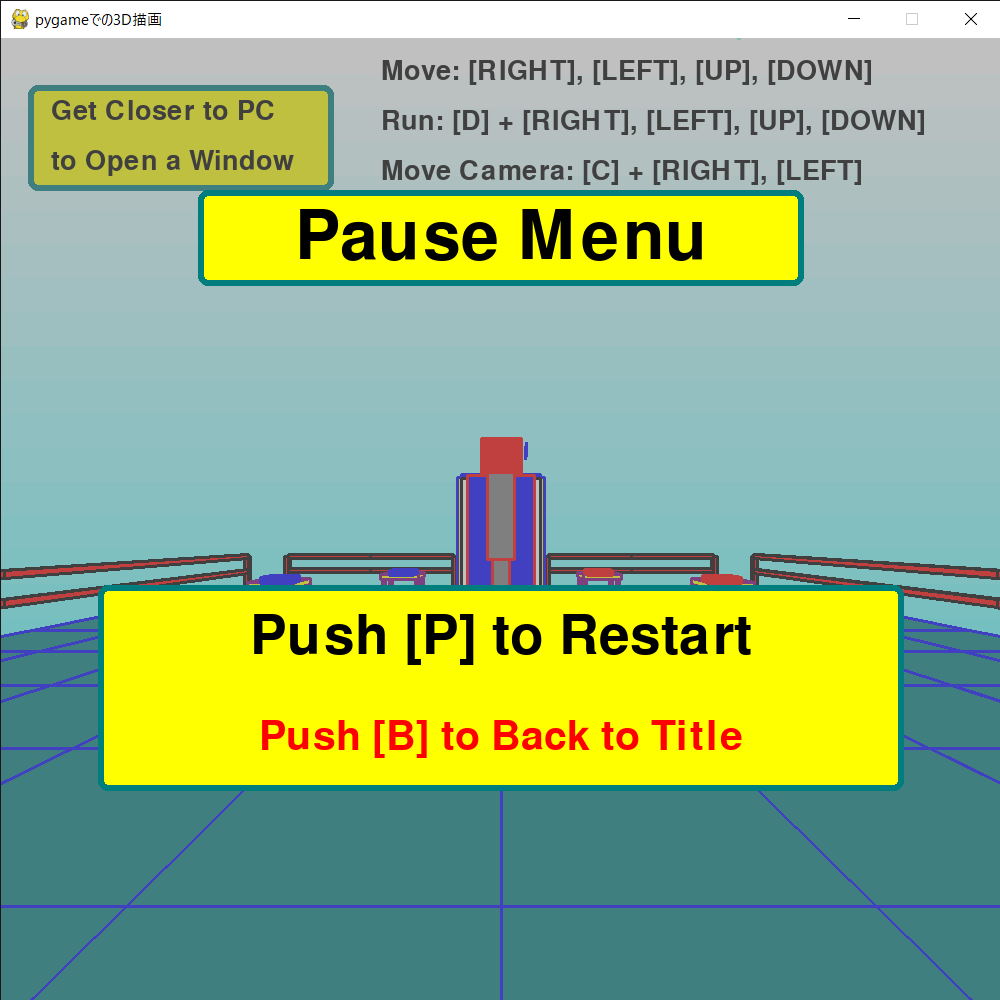 pygameでの3D描画
Move: [RIGHT], [LEFT], [UP], [DOWN]
Get Closer to PC
Run: [D] + [RIGHT], [LEFT], [UP], [DOWN]
to Open a Window
Move Camera: [C] + [RIGHT], [LEFT]
Pause Menu
Push [P] to Restart
Push [B] to Back to Title